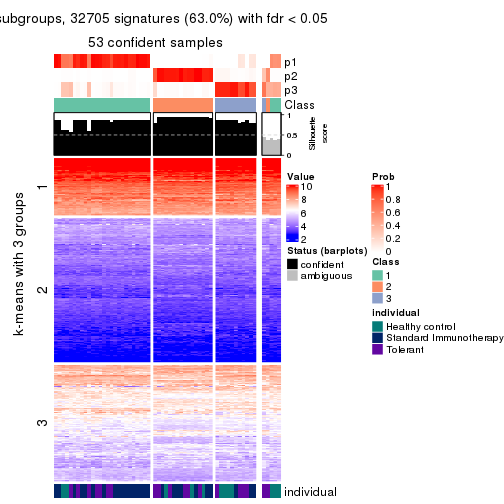 subgroups, 32705 signatures (63.0%) with fdr < 0.05
53 confident samples
p1
p2
p3
Class
1
0.5
0
Silhouette
score
1
2
3
k-means with 3 groups
individual
Value
10
8
6
4
2
Status (barplots)
confident
ambiguous
Prob
1
0.8
0.6
0.4
0.2
0
Class
1
2
3
individual
Healthy control
Standard Immunotherapy
Tolerant